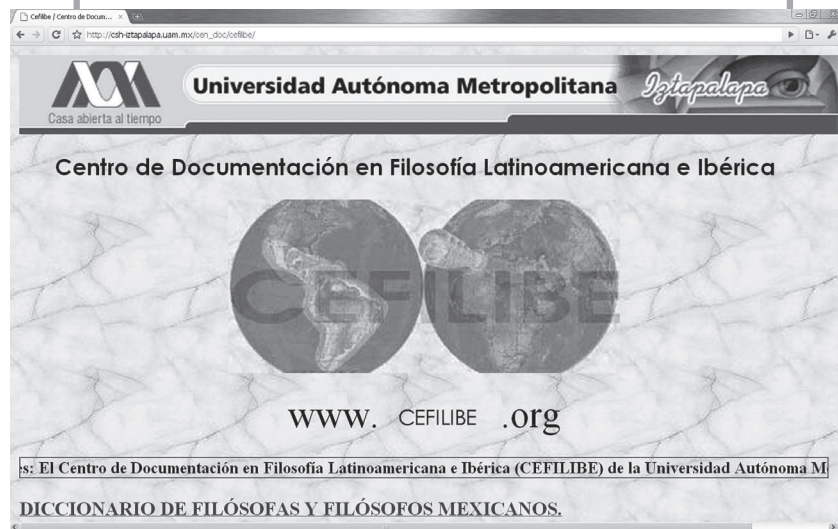 Cefilibe / Centro de Docum...
http://csh-iztapalapa.uam.mx/cen_doc/cefilibe/
Universidad Autónoma Metropolitana
Iztapalapa
Casa abierta al tiempo
Centro de Documentación en Filosofía Latinoamericana e Ibérica
CEFILIBE
www. CEFILIBE .org
s: El Centro de Documentación en Filosofía Latinoamericana e Ibérica (CEFILIBE) de la Universidad Autónoma M
DICCIONARIO DE FILÓSOFAS Y FILÓSOFOS MEXICANOS.